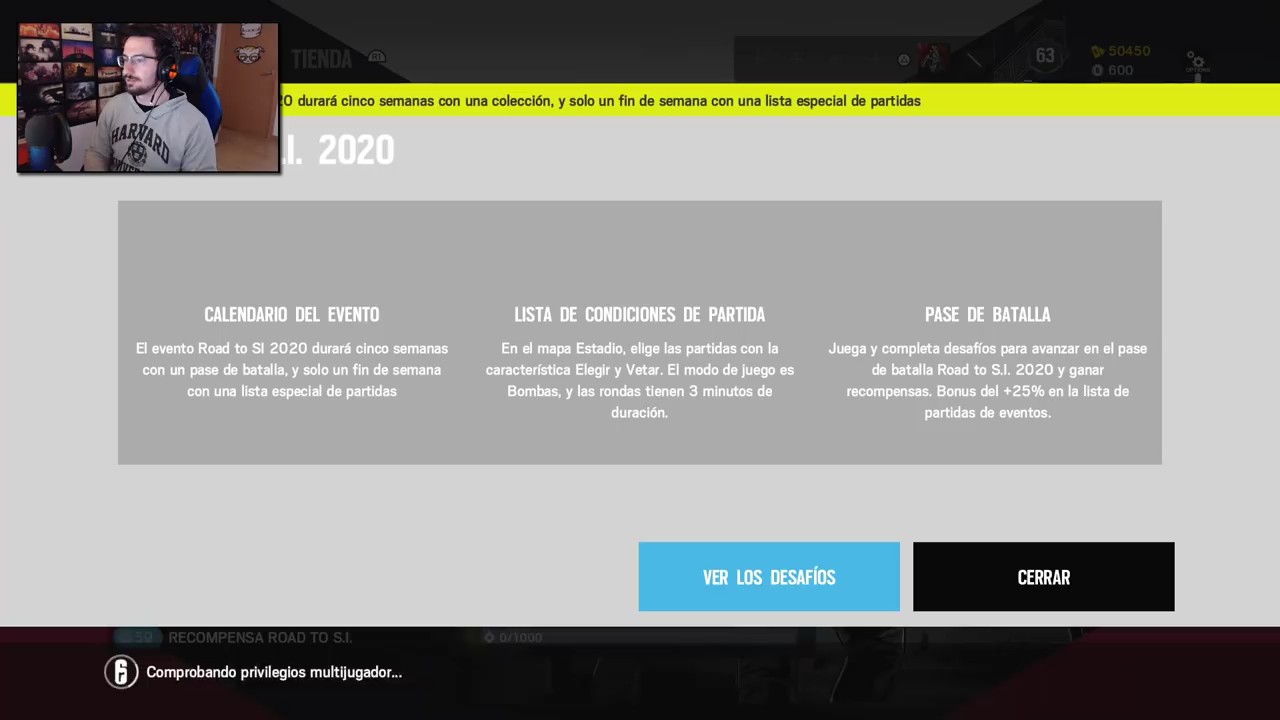 TIENDA
R1
63
50450
600
OPTIONS
20 durará cinco semanas con una colección, y solo un fin de semana con una lista especial de partidas
HARVARD
.I. 2020
CALENDARIO DEL EVENTO
El evento Road to SI 2020 durará cinco semanas
con un pase de batalla, y solo un fin de semana
con una lista especial de partidas
LISTA DE CONDICIONES DE PARTIDA
En el mapa Estadio, elige las partidas con la
característica Elegir y Vetar. El modo de juego es
Bombas, y las rondas tienen 3 minutos de
duración.
PASE DE BATALLA
Juega y completa desafíos para avanzar en el pase
de batalla Road to S.I. 2020 y ganar
recompensas. Bonus del +25% en la lista de
partidas de eventos.
VER LOS DESAFÍOS
CERRAR
39 RECOMPENSA ROAD TO S.I.
0/1000
6 Comprobando privilegios multijugador...